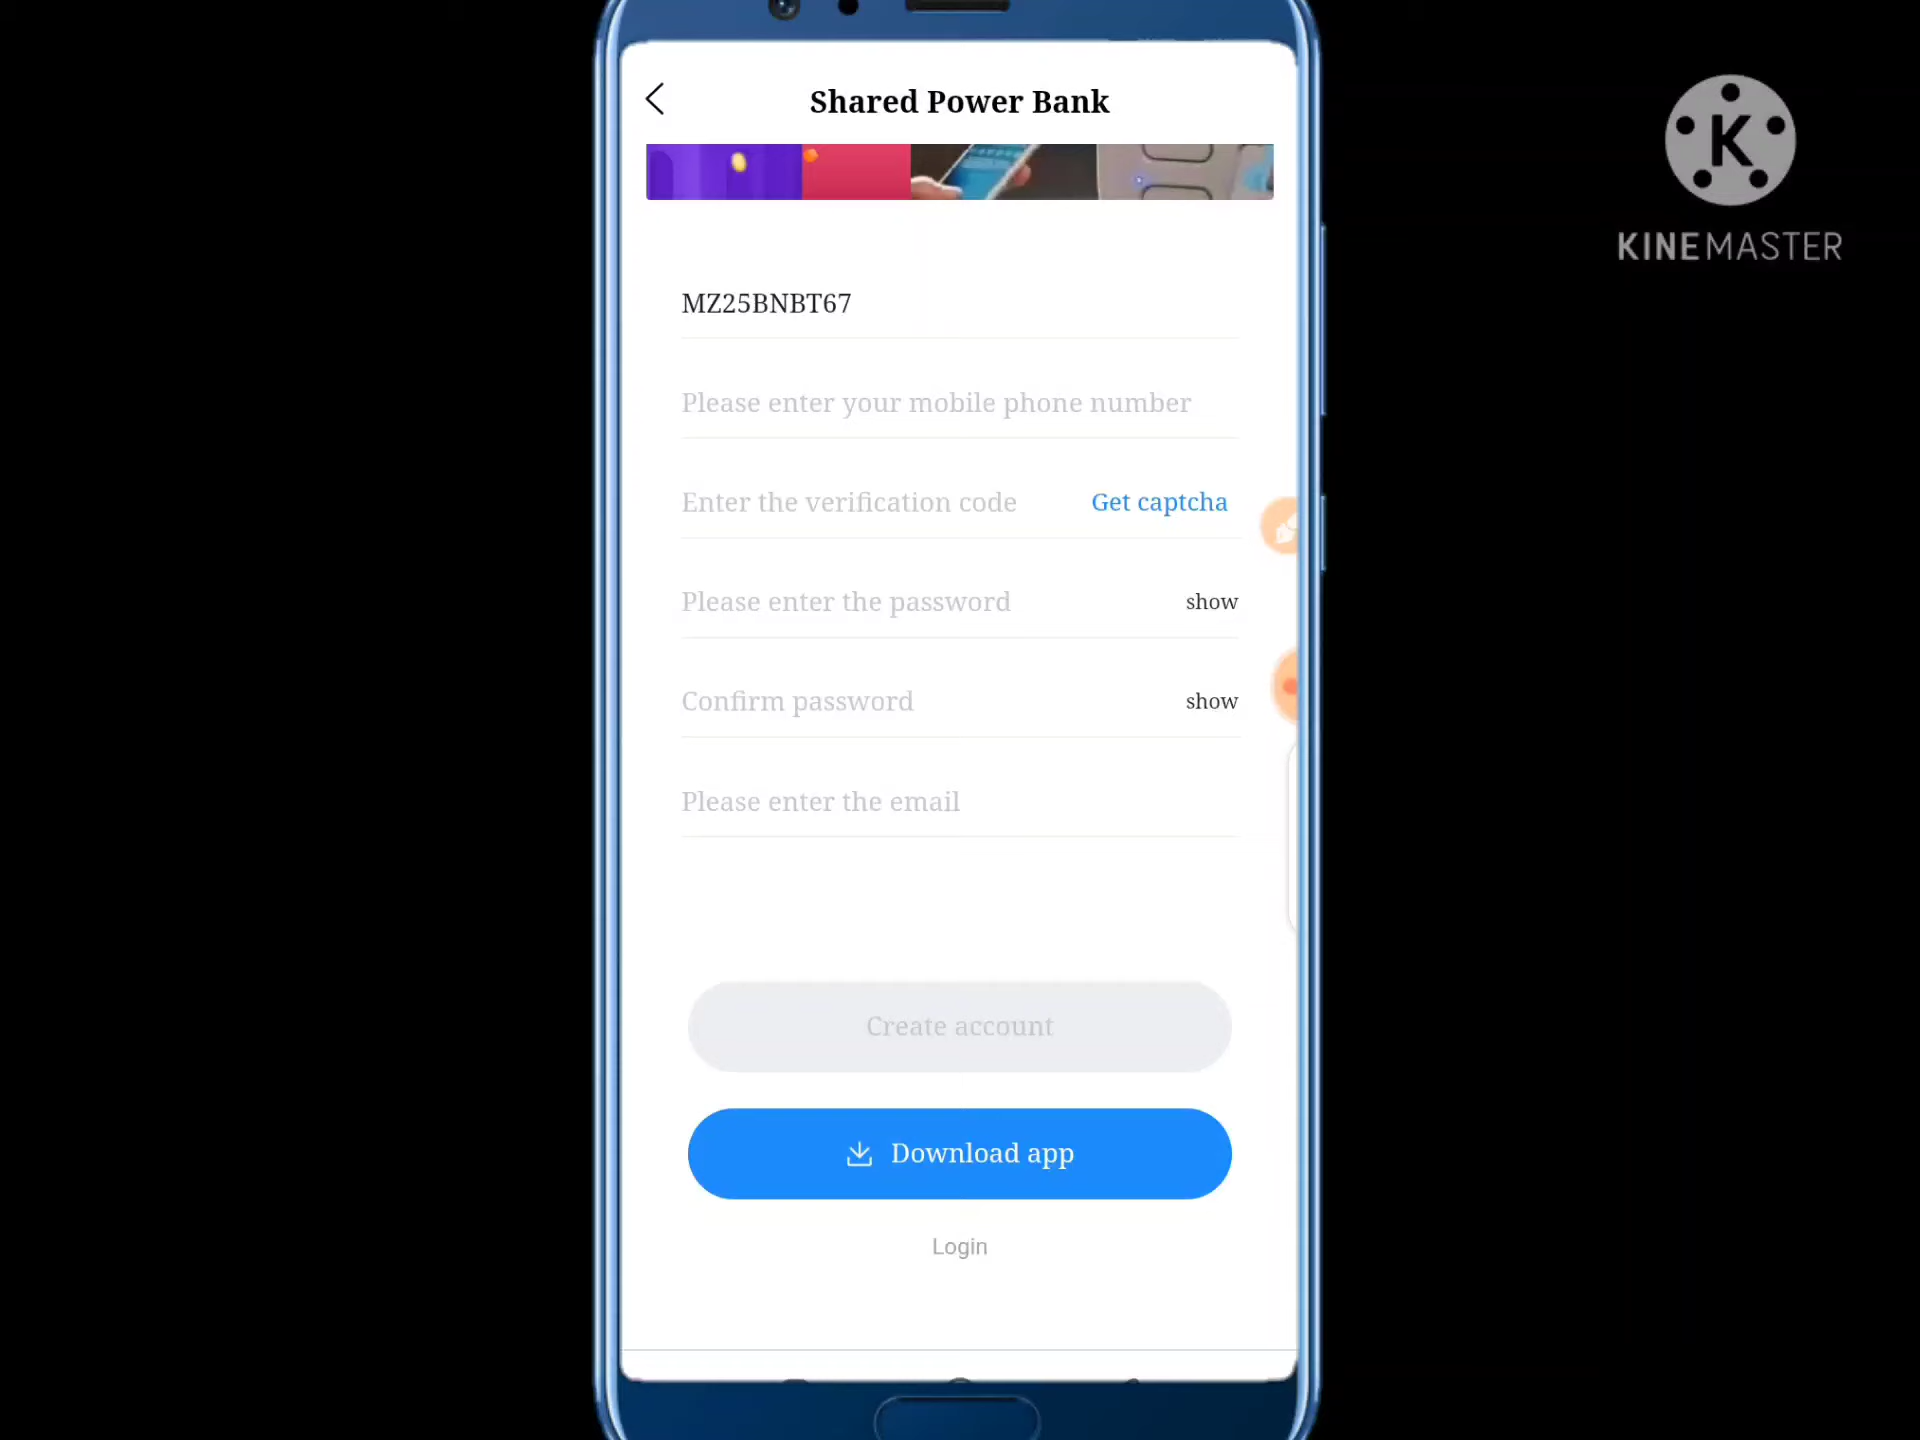 Shared Power Bank
K
KINEMASTER
MZ25BNBT67
Please enter your mobile phone number
Enter the verification code Get captcha
Please enter the password show
Confirm password show
Please enter the email
Create account
Download app
Login